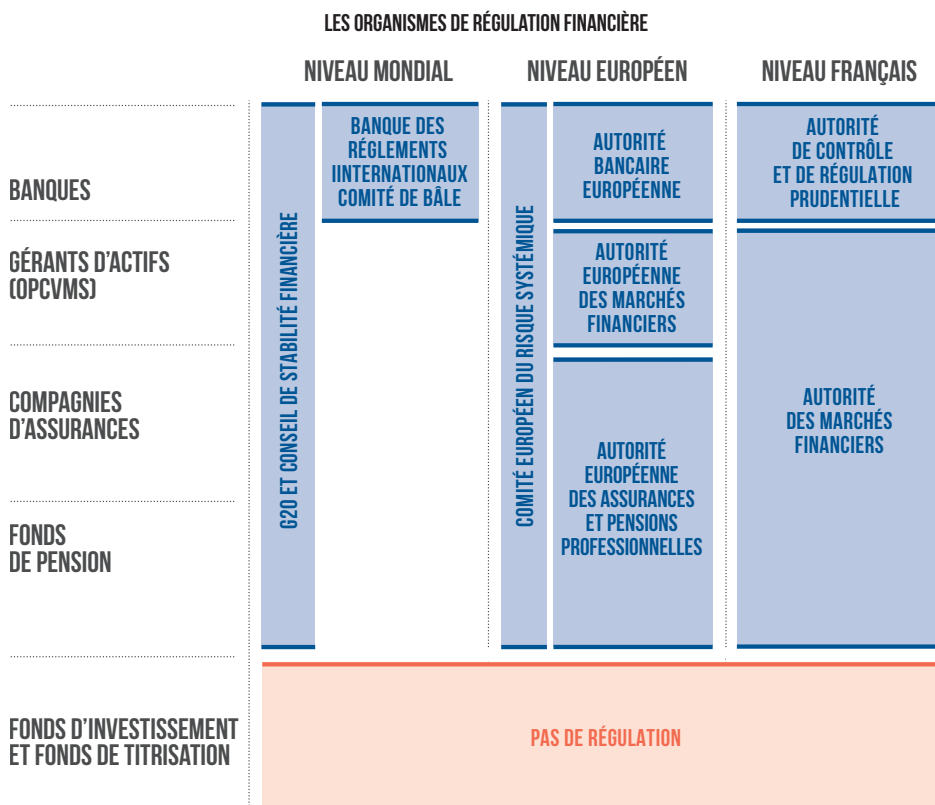 LES ORGANISMES DE RÉGULATION FINANCIÈRE
NIVEAU MONDIAL
NIVEAU EUROPÉEN
NIVEAU FRANÇAIS
BANQUES
GÉRANTS D'ACTIFS
(OPCVMS)
COMPAGNIES
D'ASSURANCES
FONDS
DE PENSION
FONDS D'INVESTISSEMENT
ET FONDS DE TITRISATION
G20 ET CONSEIL DE STABILITÉ FINANCIÈRE
BANQUE DES
RÉGLEMENTS
IINTERNATIONAUX
COMITÉ DE BÂLE
COMITÉ EUROPÉEN DU RISQUE SYSTÉMIQUE
AUTORITÉ
BANCAIRE
EUROPÉENNE
AUTORITÉ
EUROPÉENNE
DES MARCHÉS
FINANCIERS
AUTORITÉ
EUROPÉENNE
DES ASSURANCES
ET PENSIONS
PROFESSIONNELLES
AUTORITÉ
DE CONTRÔLE
ET DE RÉGULATION
PRUDENTIELLE
AUTORITÉ
DES MARCHÉS
FINANCIERS
PAS DE RÉGULATION